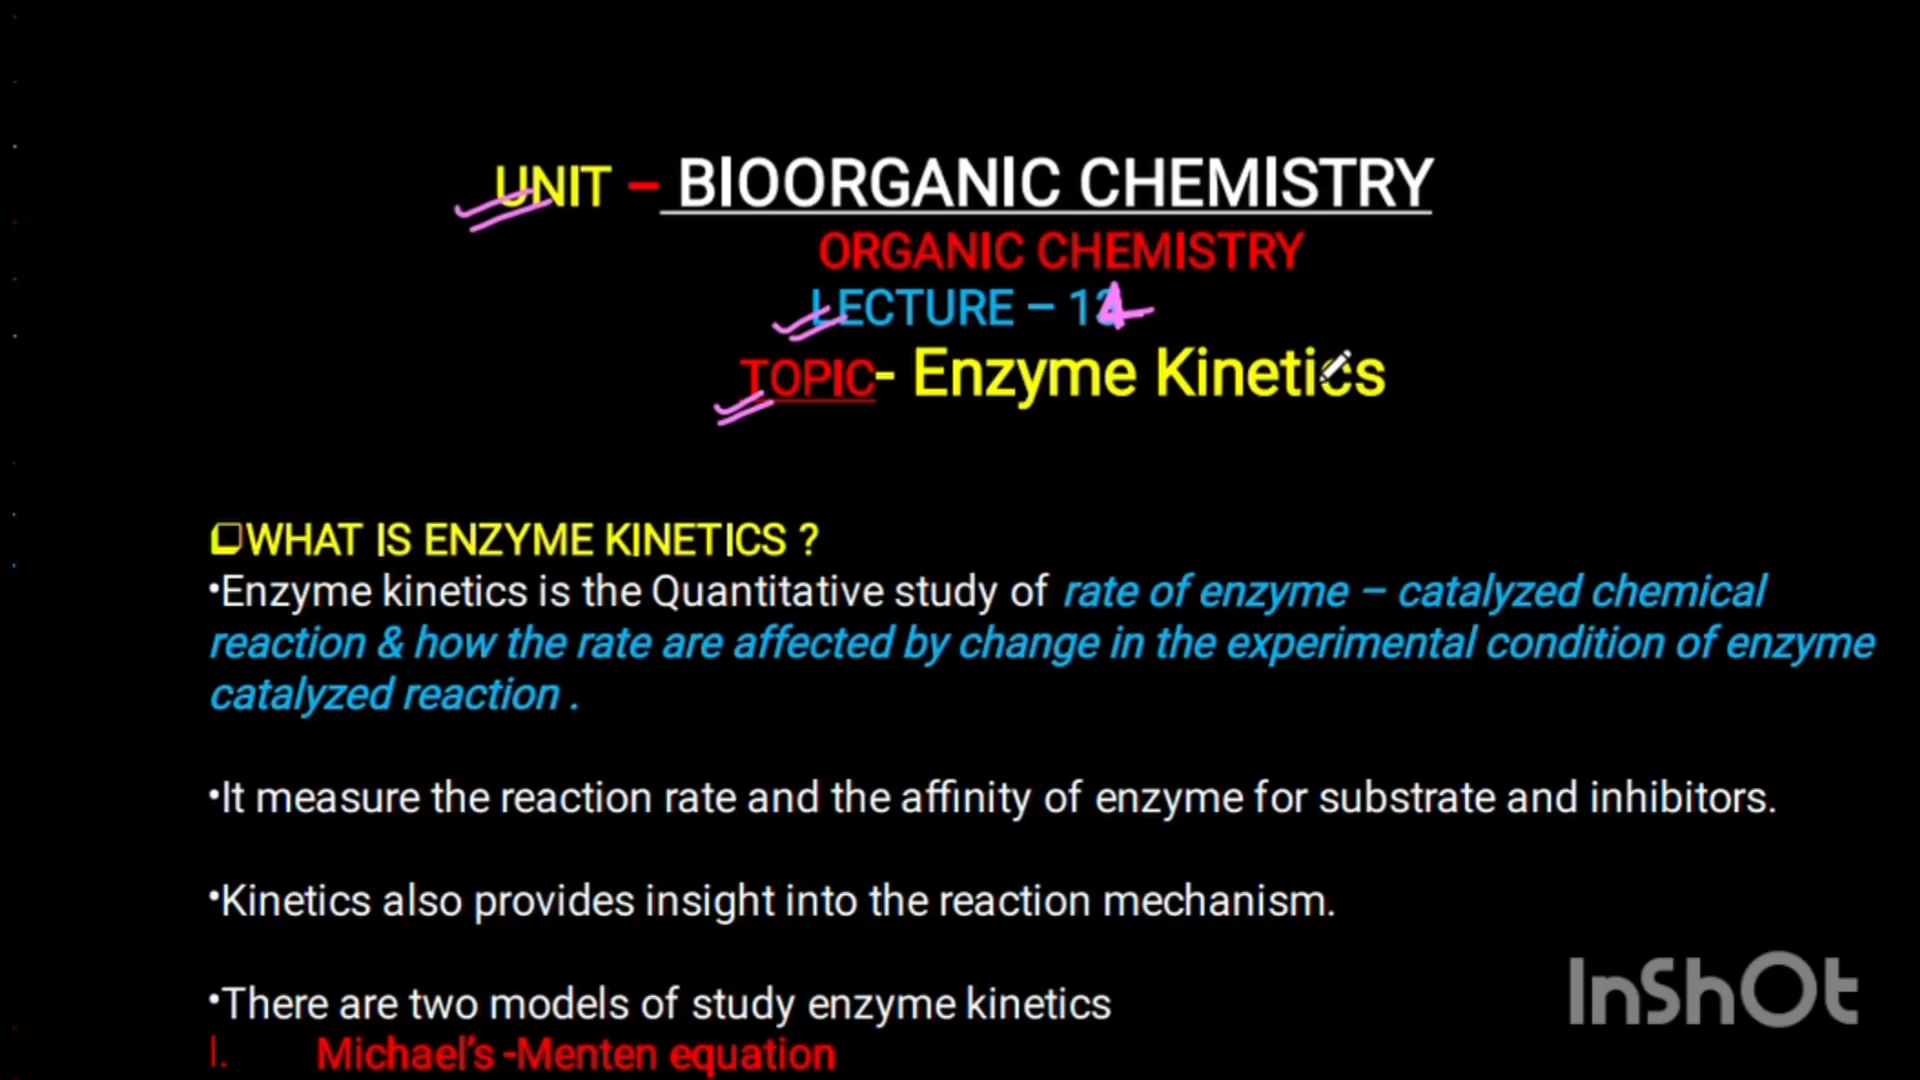 UNIT – BIOORGANIC CHEMISTRY
ORGANIC CHEMISTRY
LECTURE – 14
TOPIC- Enzyme Kinetics
❑WHAT IS ENZYME KINETICS ?
•Enzyme kinetics is the Quantitative study of rate of enzyme – catalyzed chemical
reaction & how the rate are affected by change in the experimental condition of enzyme
catalyzed reaction .
•It measure the reaction rate and the affinity of enzyme for substrate and inhibitors.
•Kinetics also provides insight into the reaction mechanism.
•There are two models of study enzyme kinetics
I. Michael’s -Menten equation
InShOt